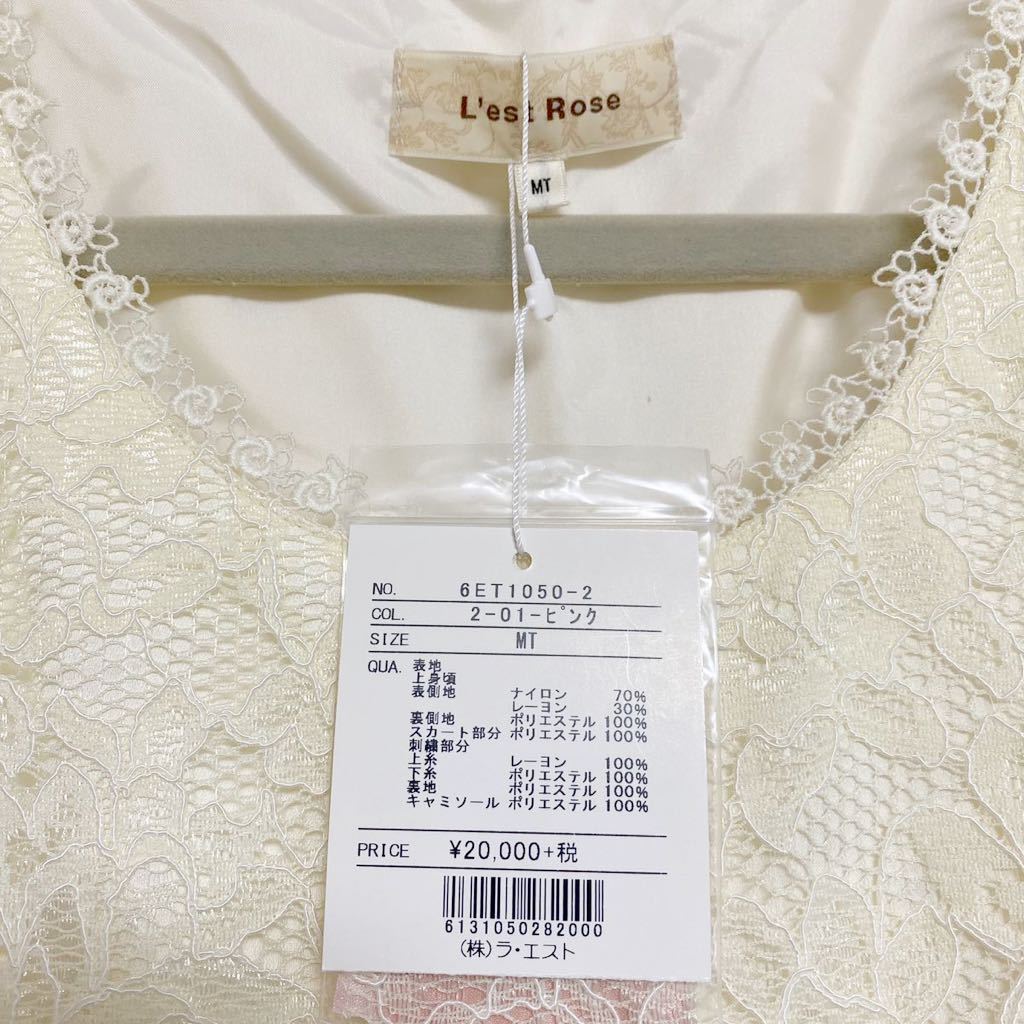 L'est Rose
MT
NO. 6ET1050-2
COL. 2-01-ピンク
SIZE MT
QUA. 表地
上身頃
表側地 ナイロン 70%
レーヨン 30%
裏側地 ポリエステル 100%
スカート部分 ポリエステル 100%
刺繍部分
上糸 レーヨン 100%
下糸 ポリエステル 100%
裏地 ポリエステル 100%
キャミソール ポリエステル 100%
PRICE ¥20,000+税
6131050282000
(株)ラ・エスト